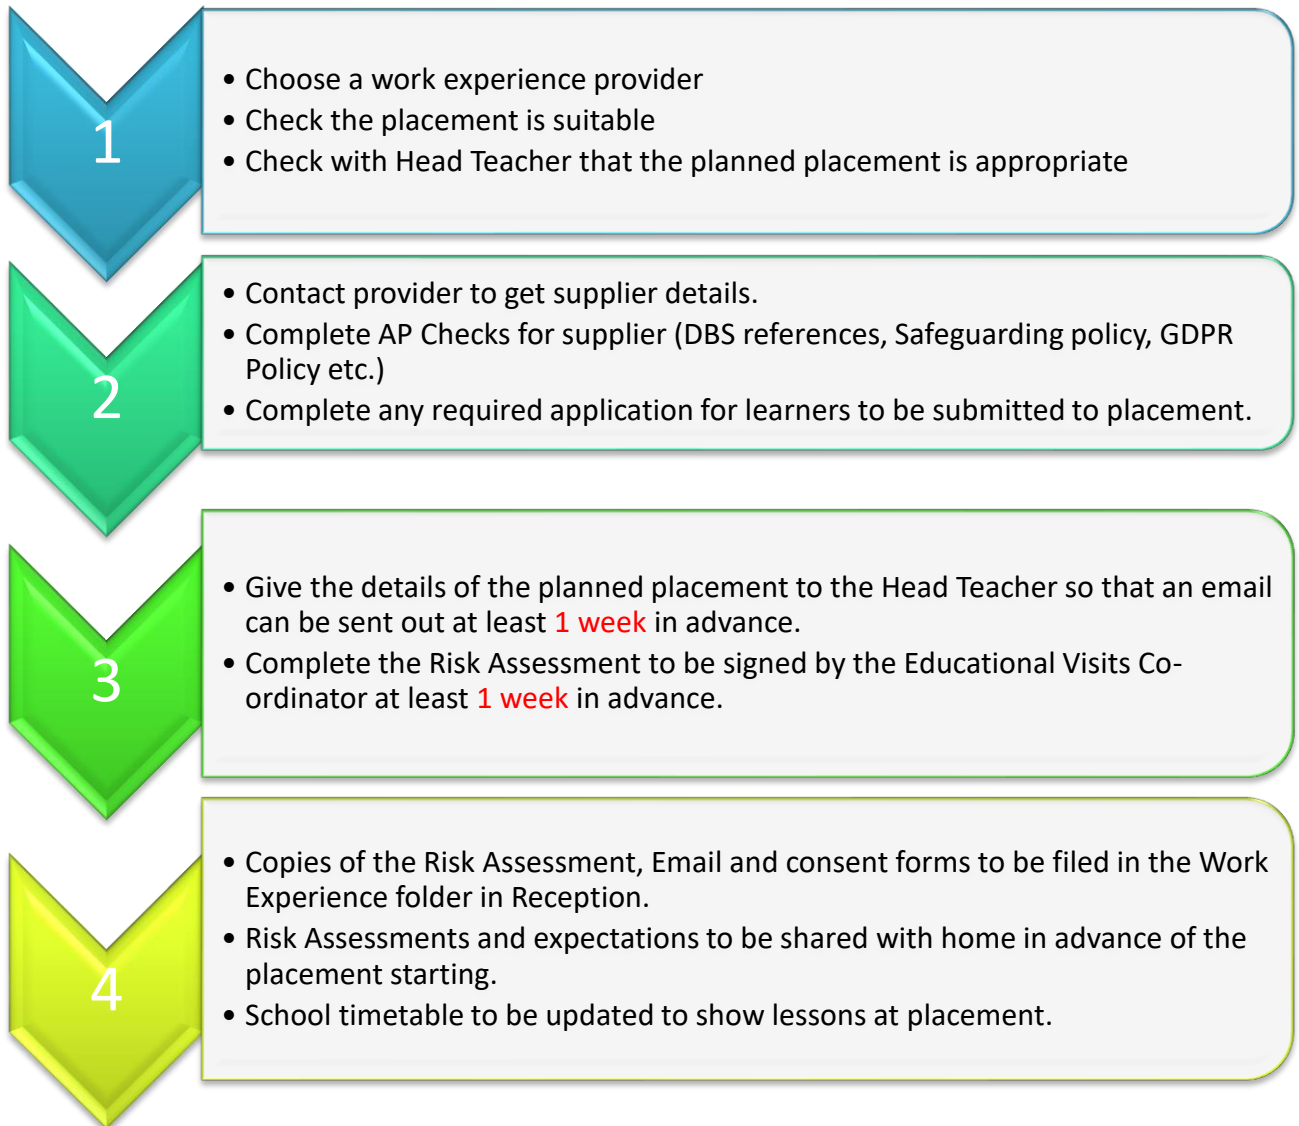 1
• Choose a work experience provider
• Check the placement is suitable
• Check with Head Teacher that the planned placement is appropriate
2
• Contact provider to get supplier details.
• Complete AP Checks for supplier (DBS references, Safeguarding policy, GDPR
Policy etc.)
• Complete any required application for learners to be submitted to placement.
3
• Give the details of the planned placement to the Head Teacher so that an email
can be sent out at least 1 week in advance.
• Complete the Risk Assessment to be signed by the Educational Visits Co-
ordinator at least 1 week in advance.
4
• Copies of the Risk Assessment, Email and consent forms to be filed in the Work
Experience folder in Reception.
• Risk Assessments and expectations to be shared with home in advance of the
placement starting.
• School timetable to be updated to show lessons at placement.